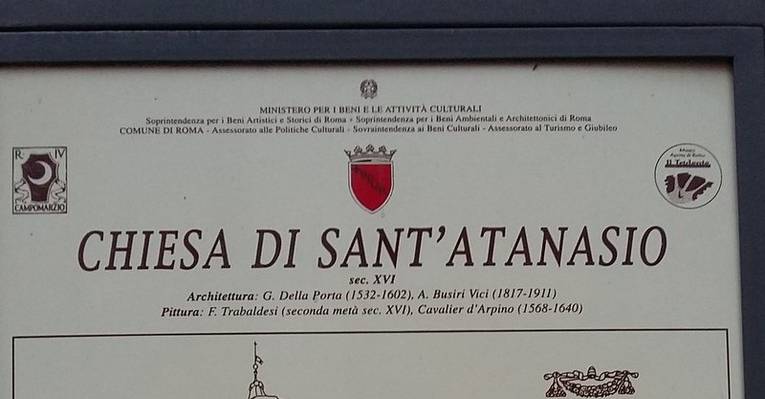 MINISTERO PER I BENI E LE ATTIVITÀ CULTURALI
Soprintendenza per i Beni Artistici e Storici di Roma - Soprintendenza per i Beni Ambientali e Architettonici di Roma
COMUNE DI ROMA - Assessorato alle Politiche Culturali - Sovraintendenza ai Beni Culturali - Assessorato al Turismo e Giubileo
R IV
CAMPOMARZIO
Il Tridente
CHIESA DI SANT'ATANASIO
sec. XVI
Architettura: G. Della Porta (1532-1602), A. Busiri Vici (1817-1911)
Pittura: F. Trabaldesi (seconda metà sec. XVI), Cavalier d'Arpino (1568-1640)